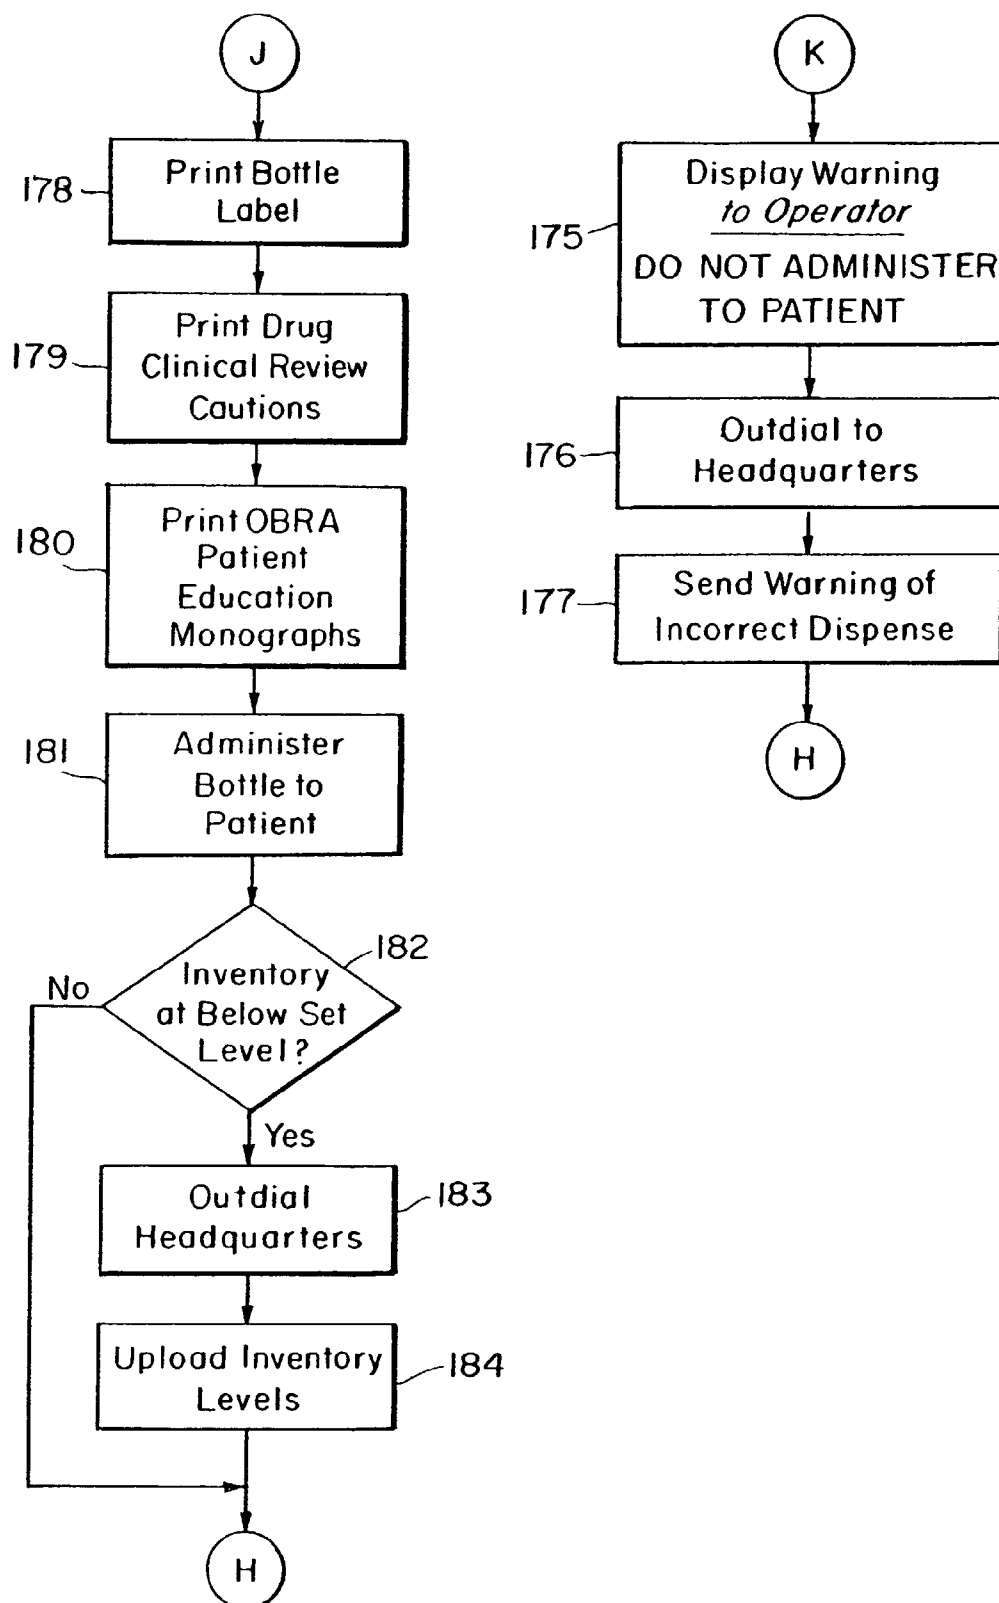 J
178
Print Bottle
Label
179
Print Drug
Clinical Review
Cautions
180
Print OBRA
Patient
Education
Monographs
181
Administer
Bottle to
Patient
182
Inventory
at Below Set
Level?
No
Yes
183
Outdial
Headquarters
184
Upload Inventory
Levels
H
K
175
Display Warning
to Operator
DO NOT ADMINISTER
TO PATIENT
176
Outdial to
Headquarters
177
Send Warning of
Incorrect Dispense
H